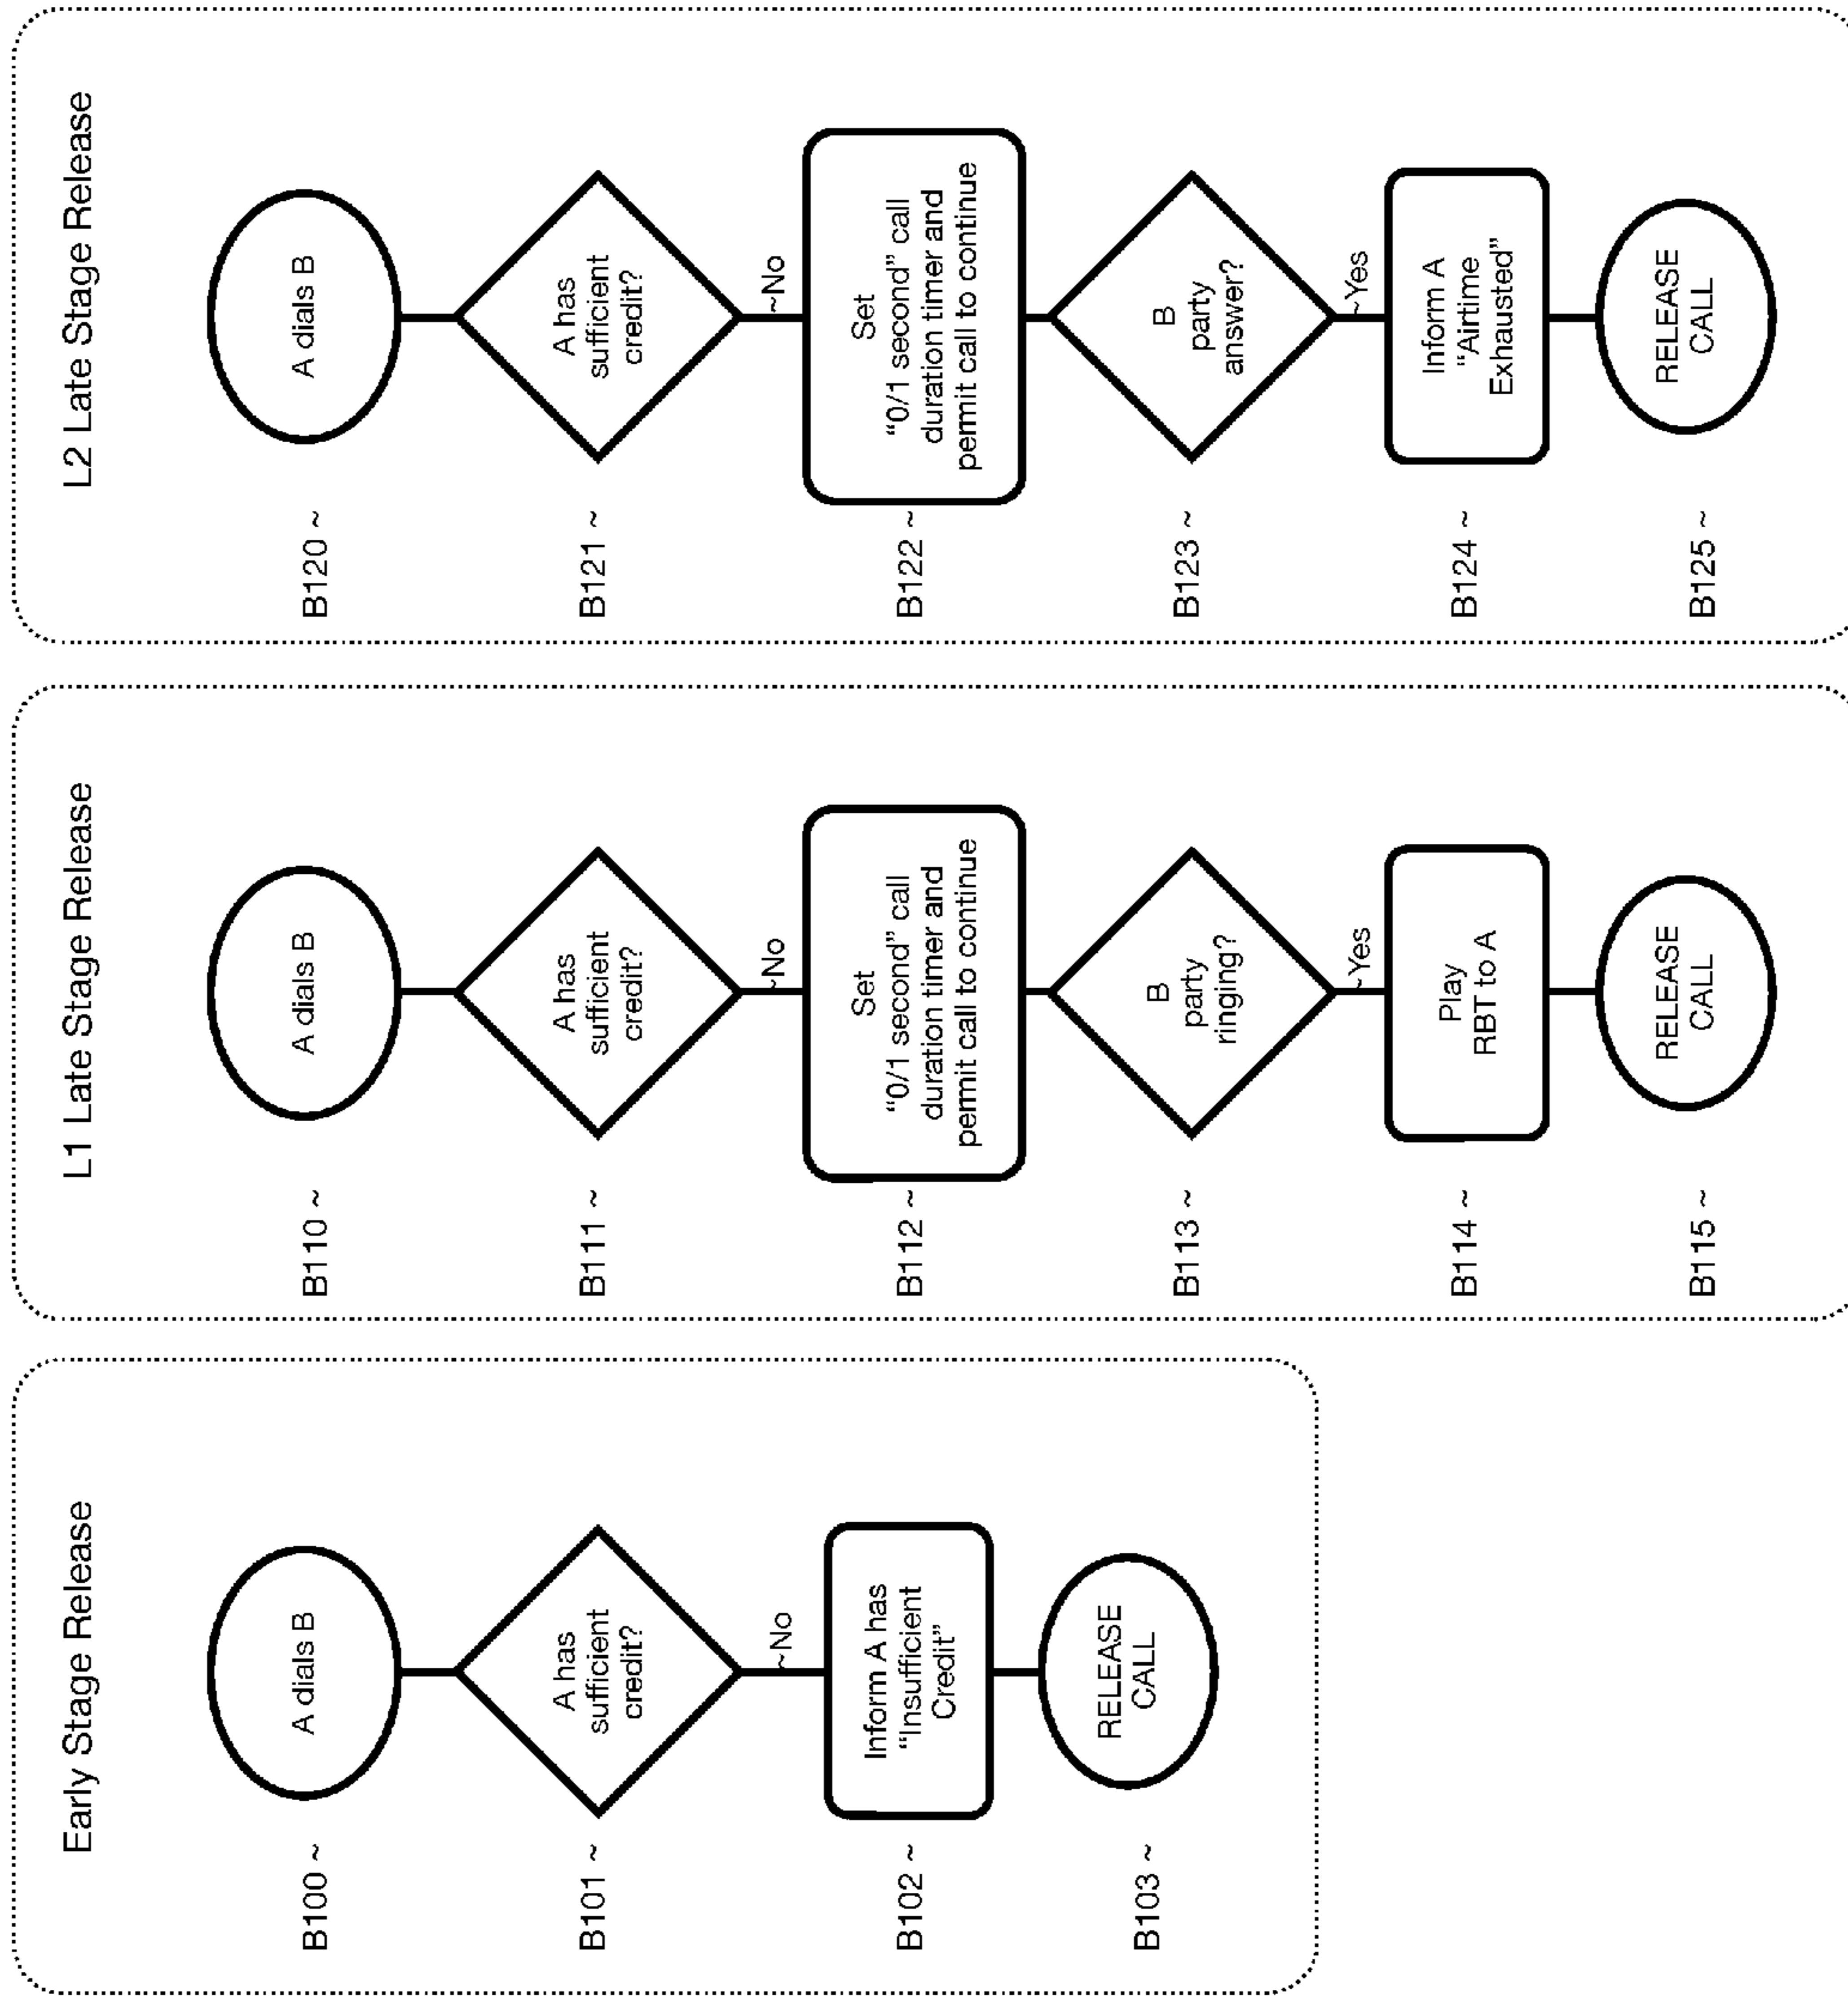 Early Stage Release
B100 ~
A dials B
B101 ~
A has
sufficient
credit?
~No
B102 ~
Inform A has
“Insufficient
Credit”
B103 ~
RELEASE
CALL
L1 Late Stage Release
B110 ~
A dials B
B111 ~
A has
sufficient
credit?
~No
B112 ~
Set
“0/1 second” call
duration timer and
permit call to continue
B113 ~
B
party
ringing?
~Yes
B114 ~
Play
RBT to A
B115 ~
RELEASE
CALL
L2 Late Stage Release
B120 ~
A dials B
B121 ~
A has
sufficient
credit?
~No
B122 ~
Set
“0/1 second” call
duration timer and
permit call to continue
B123 ~
B
party
answer?
~Yes
B124 ~
Inform A
“Airtime
Exhausted”
B125 ~
RELEASE
CALL